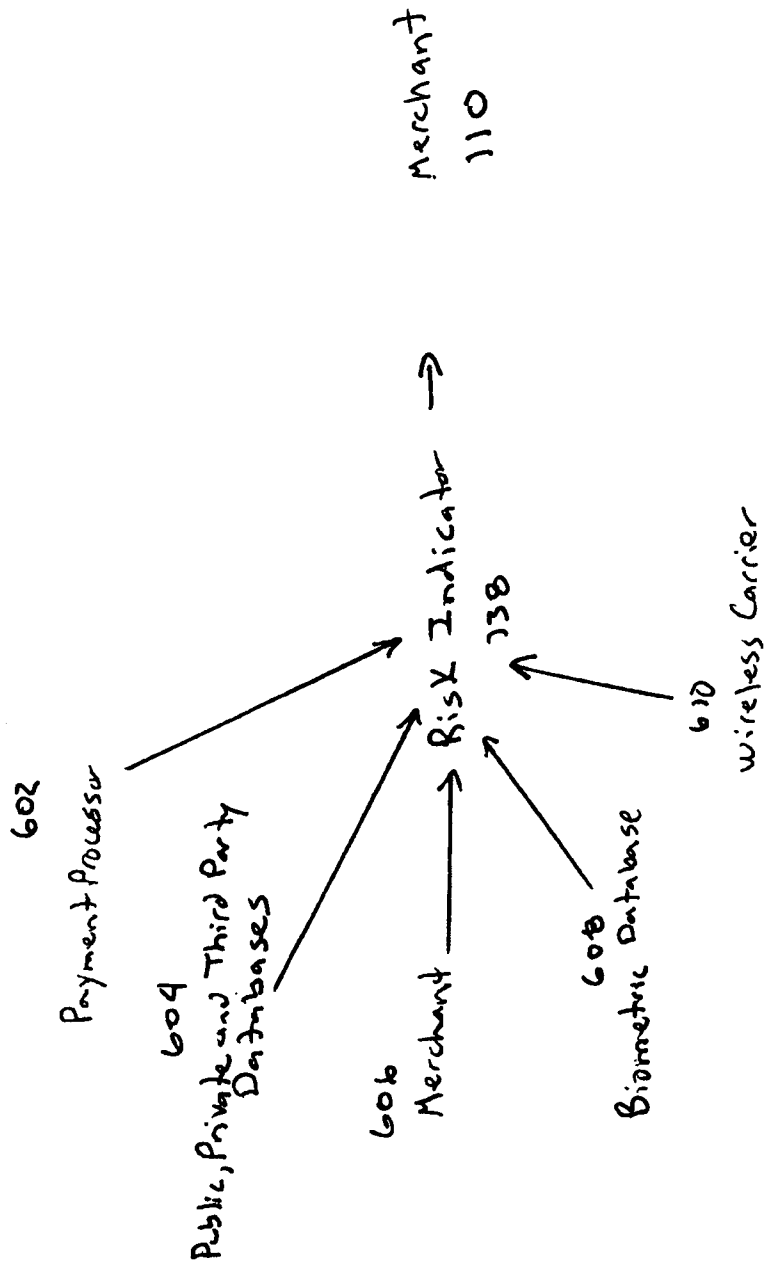 602
Payment Processor
604
Public, Private and Third Party
Databases
606
Merchant
608
Biometric Database
610
Wireless Carrier
Risk Indicator
138
Merchant
110